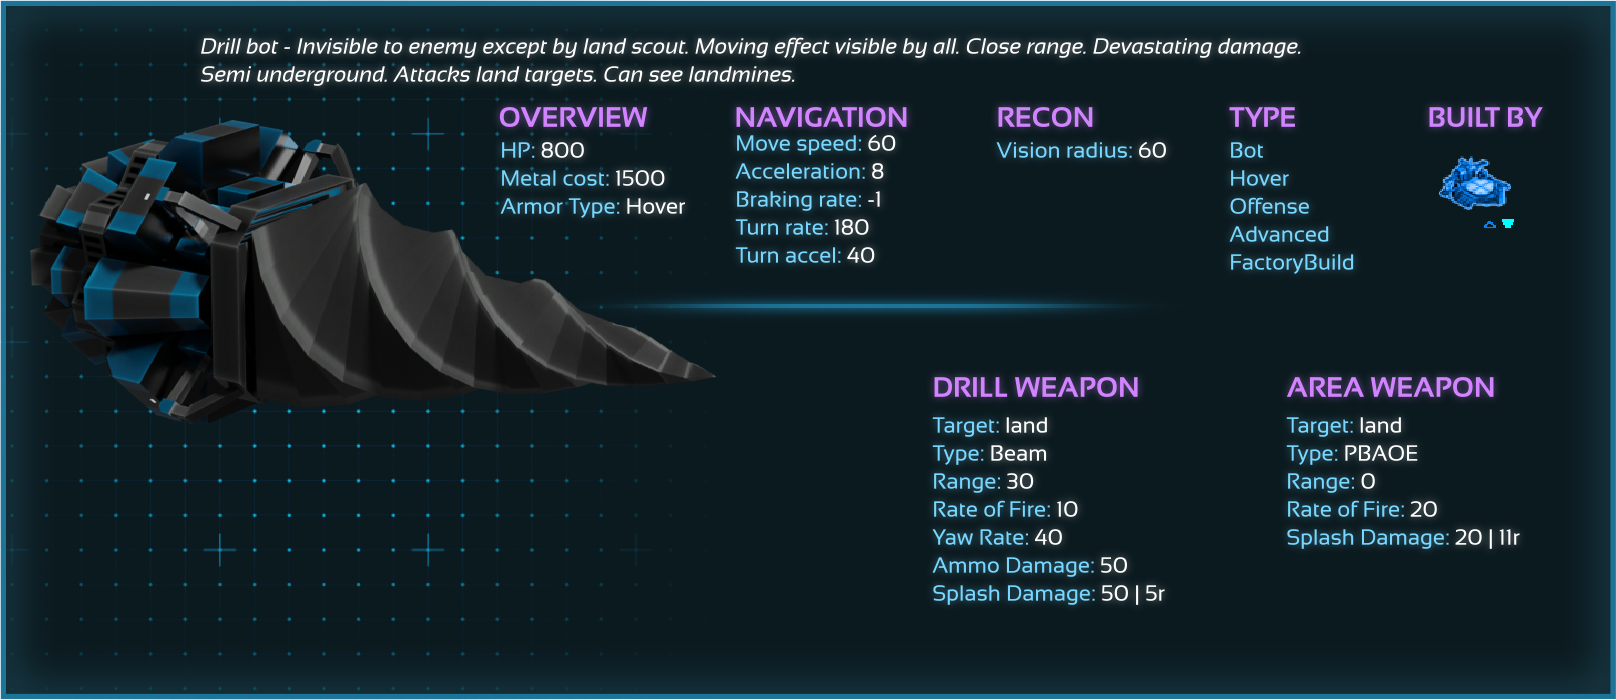 Drill bot - Invisible to enemy except by land scout. Moving effect visible by all. Close range. Devastating damage.
Semi underground. Attacks land targets. Can see landmines.
OVERVIEW
HP: 800
Metal cost: 1500
Armor Type: Hover
NAVIGATION
Move speed: 60
Acceleration: 8
Braking rate: -1
Turn rate: 180
Turn accel: 40
RECON
Vision radius: 60
TYPE
Bot
Hover
Offense
Advanced
FactoryBuild
BUILT BY
DRILL WEAPON
Target: land
Type: Beam
Range: 30
Rate of Fire: 10
Yaw Rate: 40
Ammo Damage: 50
Splash Damage: 50 | 5r
AREA WEAPON
Target: land
Type: PBAOE
Range: 0
Rate of Fire: 20
Splash Damage: 20 | 11r